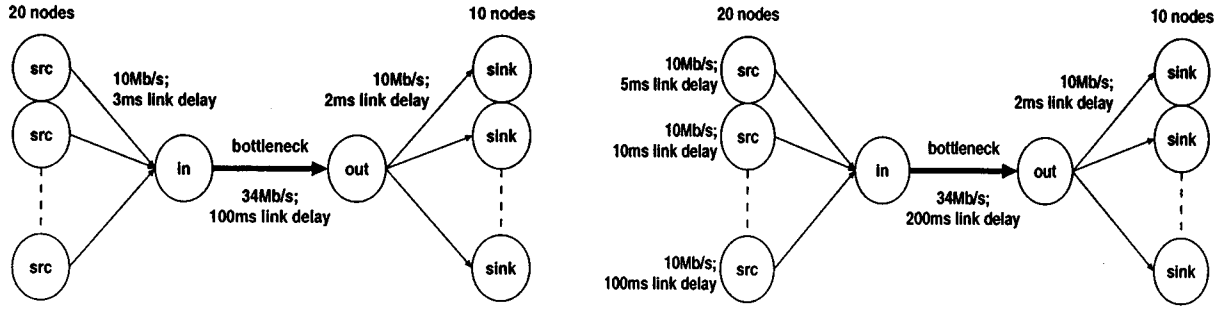 20 nodes
10 nodes
src
10Mb/s;
3ms link delay
10Mb/s;
2ms link delay
sink
src
sink
bottleneck
in
out
34Mb/s;
100ms link delay
src
sink
20 nodes
10 nodes
10Mb/s;
5ms link delay
src
10Mb/s;
2ms link delay
sink
10Mb/s;
10ms link delay
src
sink
bottleneck
in
out
34Mb/s;
200ms link delay
10Mb/s;
100ms link delay
src
sink